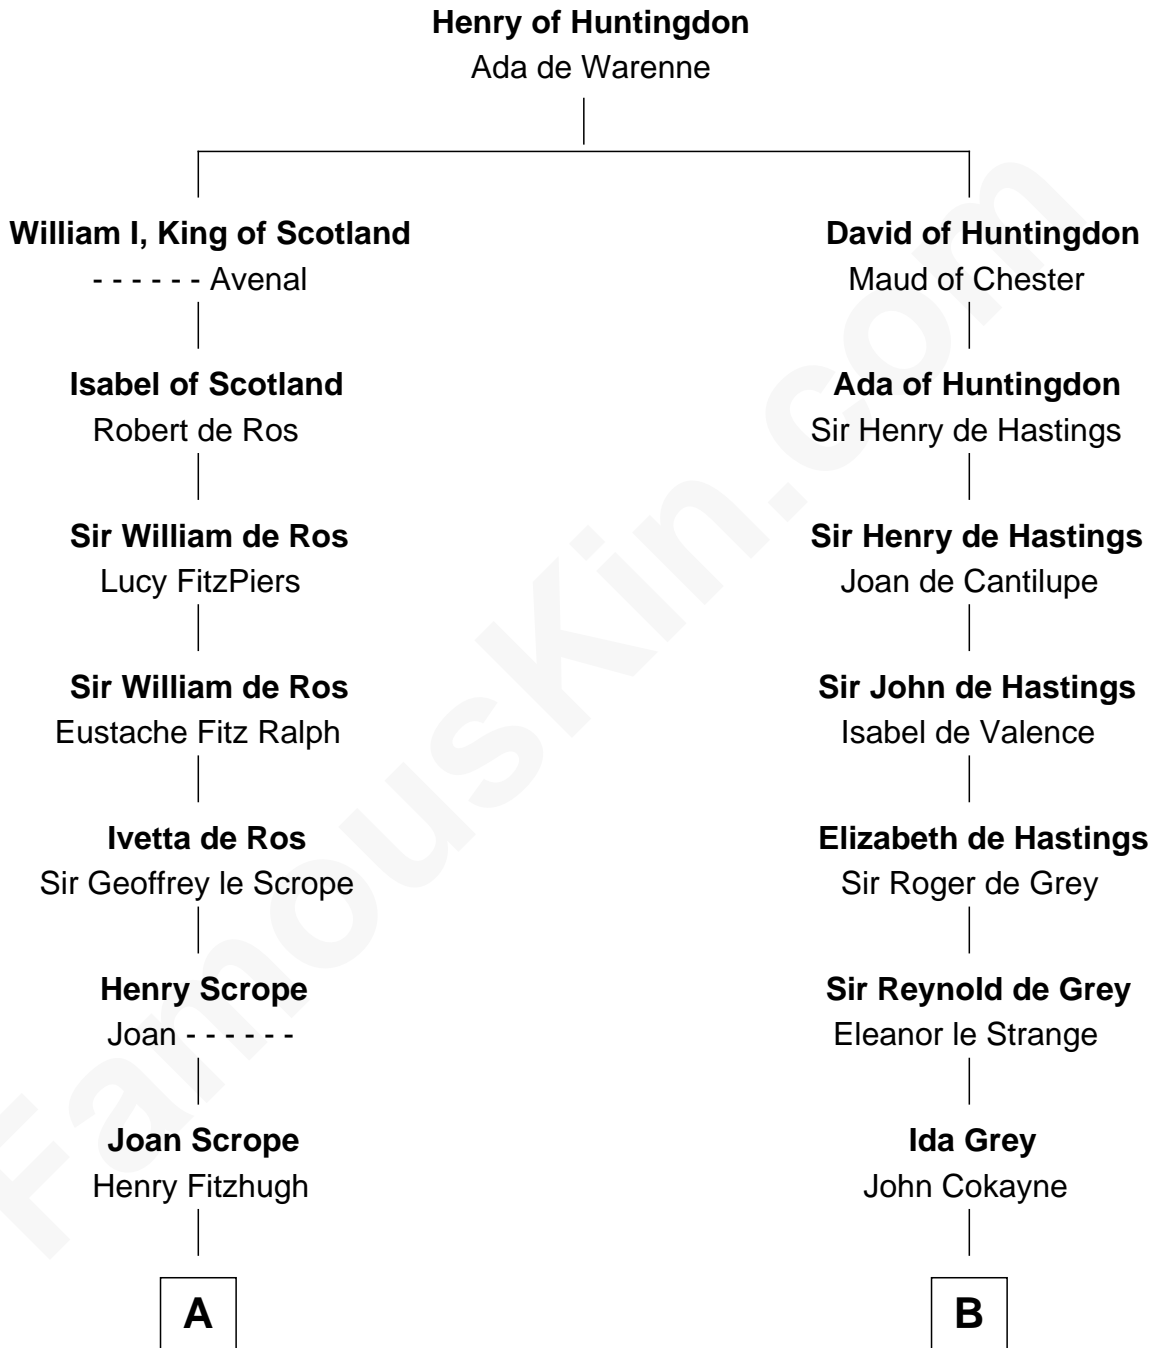 Henry of Huntingdon
Ada de Warenne
William I, King of Scotland
- - - - - - Avenal
Isabel of Scotland
Robert de Ros
Sir William de Ros
Lucy FitzPiers
Sir William de Ros
Eustache Fitz Ralph
Ivetta de Ros
Sir Geoffrey le Scrope
Henry Scrope
Joan - - - - - -
Joan Scrope
Henry Fitzhugh
A
David of Huntingdon
Maud of Chester
Ada of Huntingdon
Sir Henry de Hastings
Sir Henry de Hastings
Joan de Cantilupe
Sir John de Hastings
Isabel de Valence
Elizabeth de Hastings
Sir Roger de Grey
Sir Reynold de Grey
Eleanor le Strange
Ida Grey
John Cokayne
B
FamousKin.com